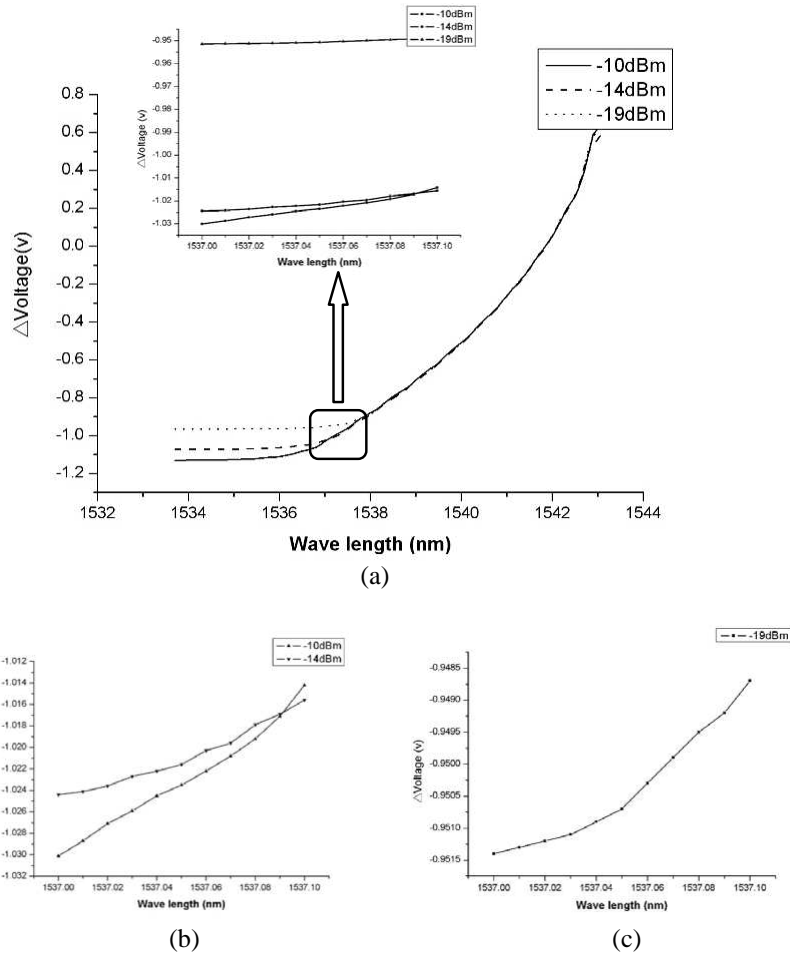 -10dBm
-14dBm
-19dBm
-0.95
-0.96
-0.97
-0.98
-0.99
-1.00
-1.01
-1.02
-1.03
△Voltage (v)
1537.00 1537.02 1537.04 1537.06 1537.08 1537.10
Wave length (nm)
-10dBm
-14dBm
-19dBm
0.8
0.6
0.4
0.2
0.0
-0.2
-0.4
-0.6
-0.8
-1.0
-1.2
△Voltage(v)
1532 1534 1536 1538 1540 1542 1544
Wave length (nm)
(a)
-10dBm
-14dBm
-1.012
-1.014
-1.016
-1.018
-1.020
-1.022
-1.024
-1.026
-1.028
-1.030
-1.032
1537.00 1537.02 1537.04 1537.06 1537.08 1537.10
Wave length (nm)
(b)
-19dBm
-0.9485
-0.9490
-0.9495
-0.9500
-0.9505
-0.9510
-0.9515
△Voltage (v)
1537.00 1537.02 1537.04 1537.06 1537.08 1537.10
Wave length (nm)
(c)